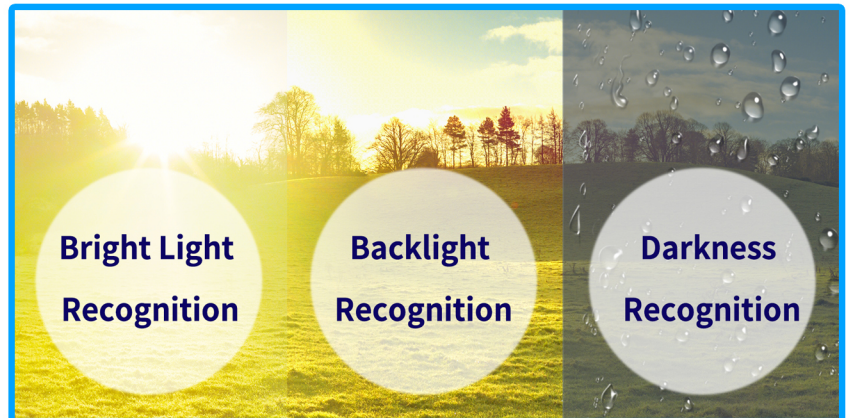 Bright Light
Recognition
Backlight
Recognition
Darkness
Recognition